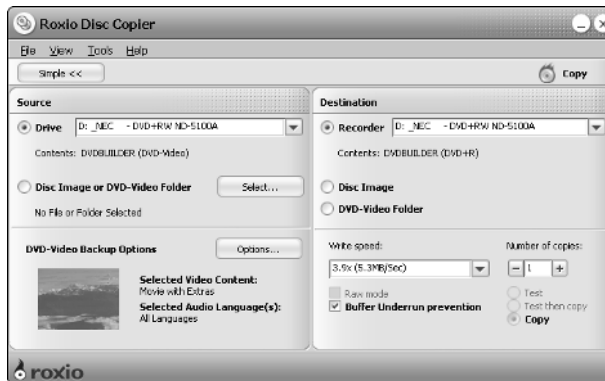 Roxio Disc Copier
File View Tools Help
Simple << Copy
Source
Drive D: _NEC - DVD+RW ND-5100A
Contents: DVDBUILDER (DVD-Video)
Disc Image or DVD-Video Folder Select...
No File or Folder Selected
DVD-Video Backup Options Options...
Selected Video Content:
Movie with Extras
Selected Audio Language(s):
All Languages
Destination
Recorder D: _NEC - DVD+RW ND-5100A
Contents: DVDBUILDER (DVD+R)
Disc Image
DVD-Video Folder
Write speed: Number of copies:
3.9x (5.3MB/Sec) 1
Raw mode Test
Buffer Underrun prevention Test then copy
Copy
roxio